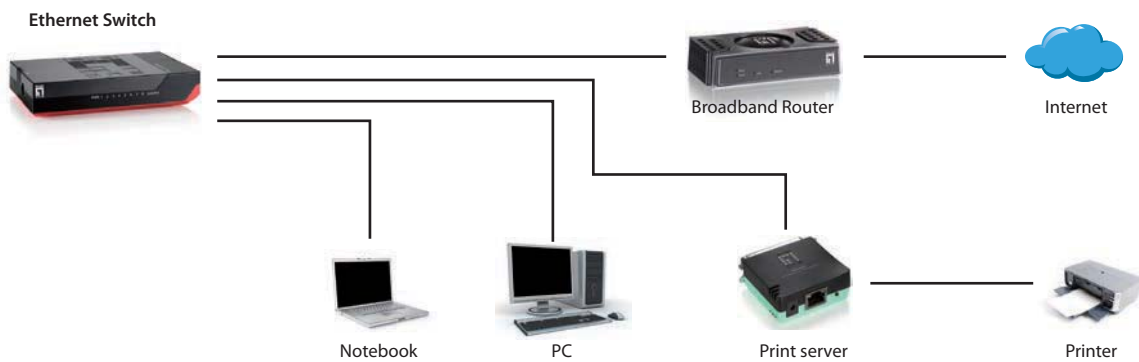 Ethernet Switch
Broadband Router
Internet
Notebook
PC
Print server
Printer